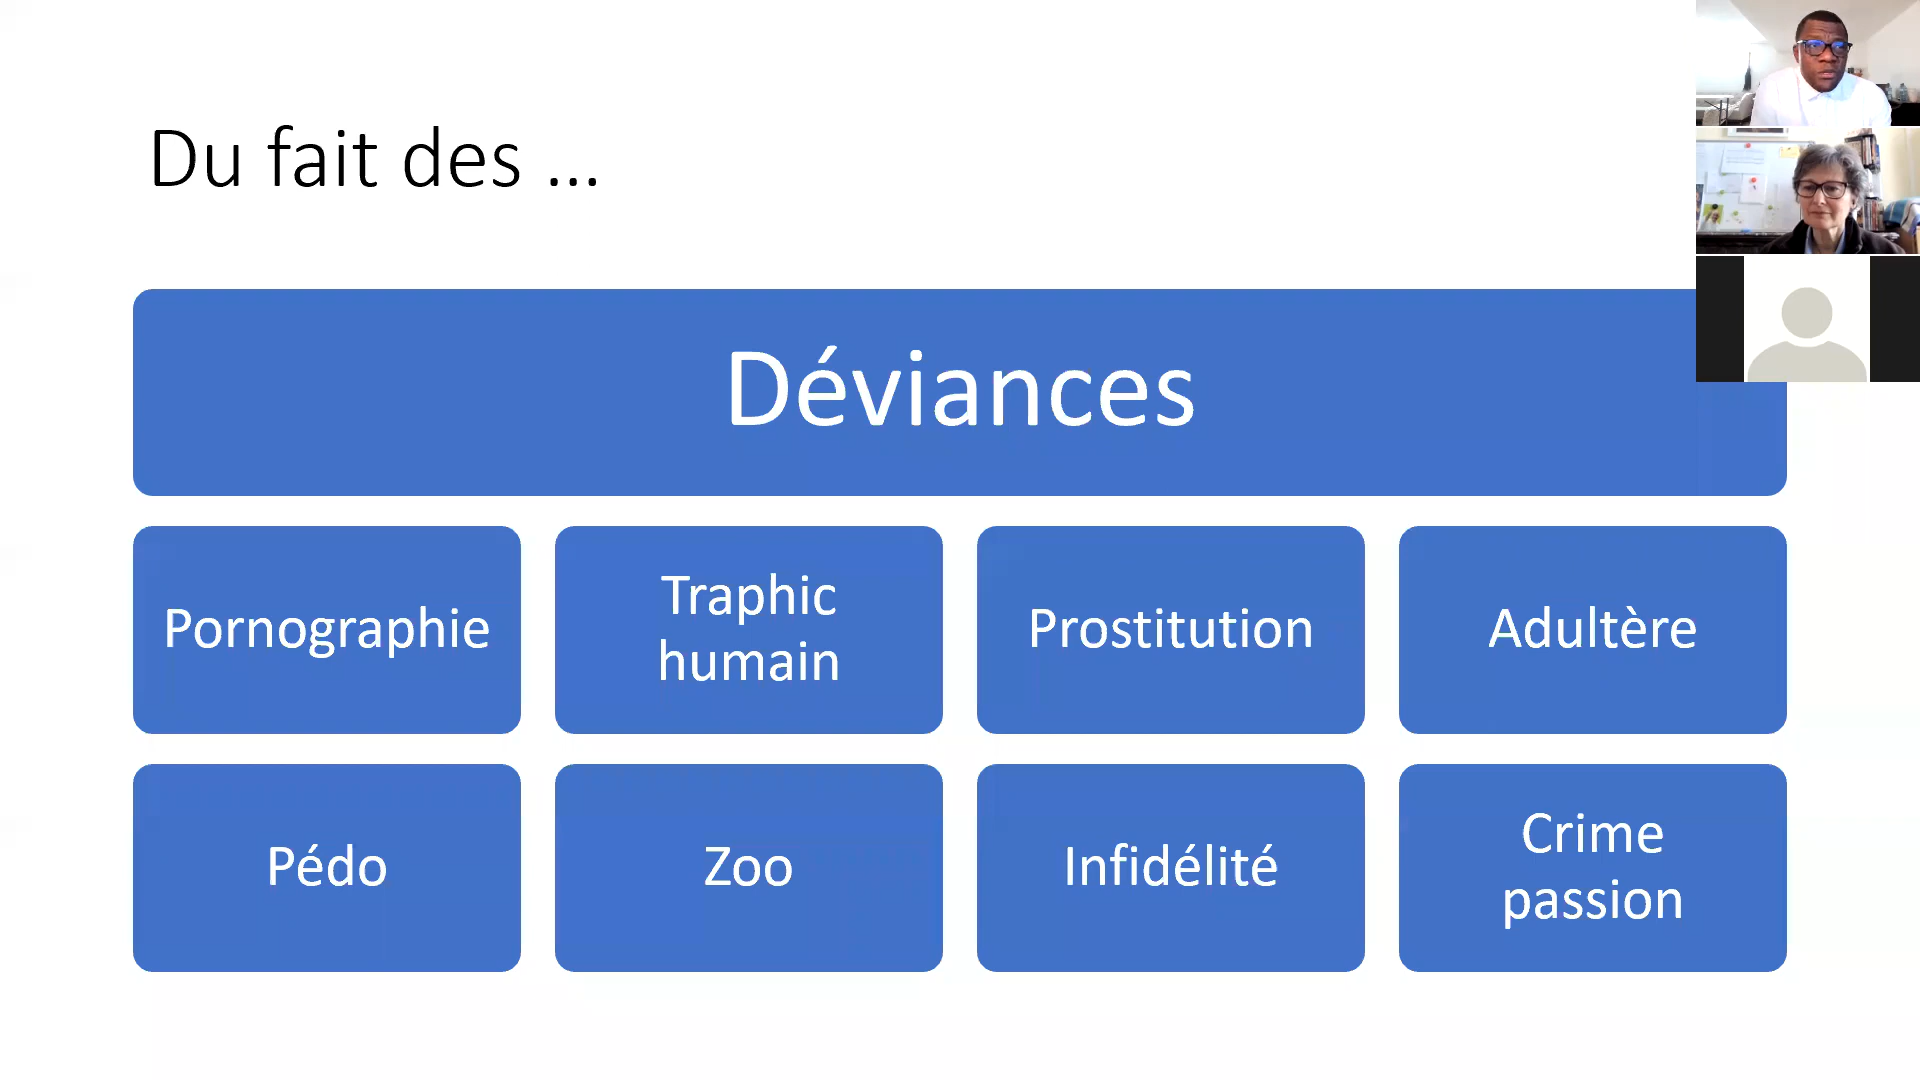 Du fait des ...
Déviances
Pornographie
Traphic
humain
Prostitution
Adultère
Pédo
Zoo
Infidélité
Crime
passion